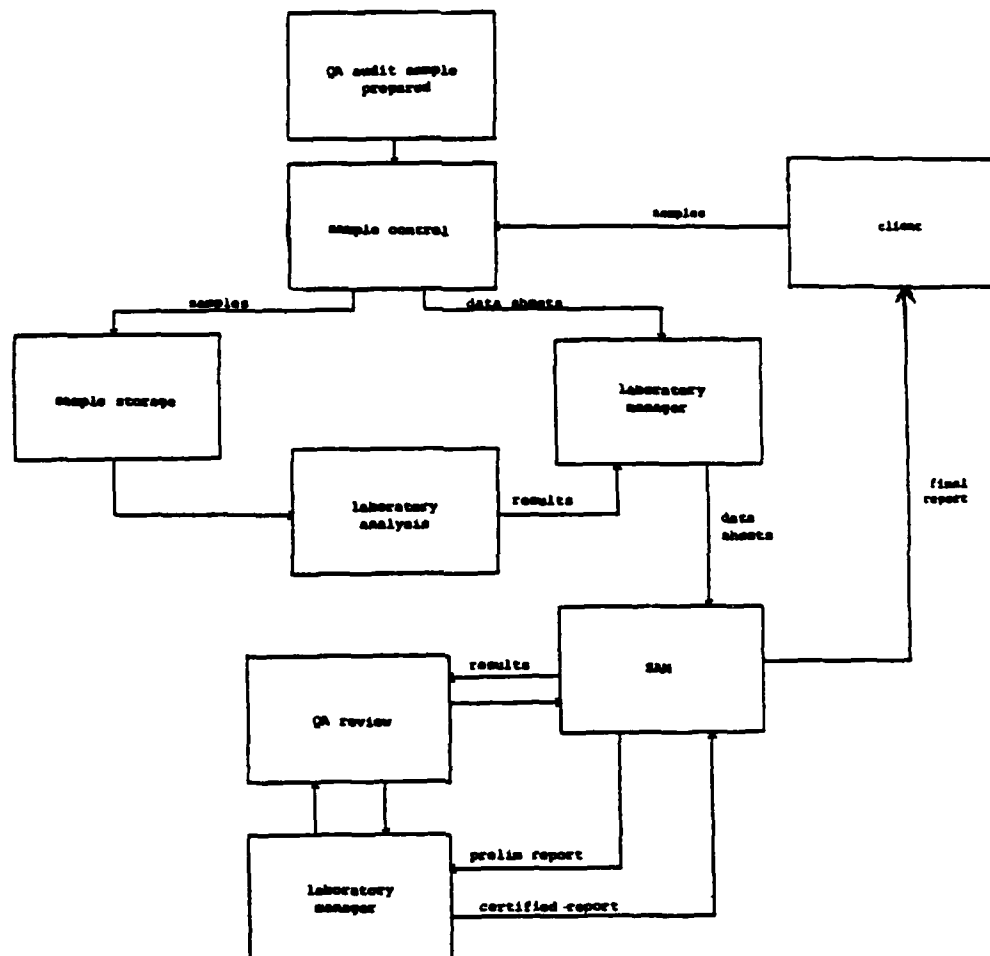 QA audit sample
prepared
sample control
samples
client
samples
data sheets
sample storage
laboratory
manager
laboratory
analysis
results
final
report
data
sheets
SAM
results
QA review
prelim report
laboratory
manager
certified report